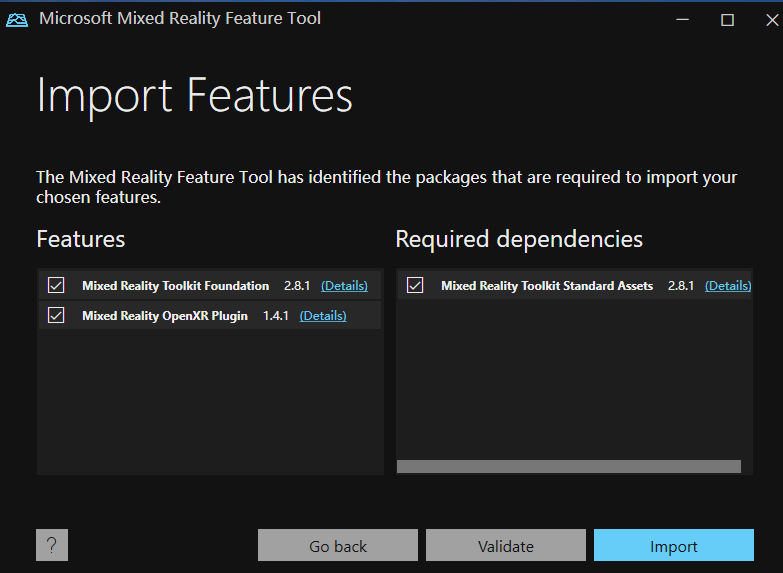 Microsoft Mixed Reality Feature Tool
Import Features
The Mixed Reality Feature Tool has identified the packages that are required to import your
chosen features.
Features
Mixed Reality Toolkit Foundation 2.8.1 (Details)
Mixed Reality OpenXR Plugin 1.4.1 (Details)
Required dependencies
Mixed Reality Toolkit Standard Assets 2.8.1 (Details)
?
Go back
Validate
Import